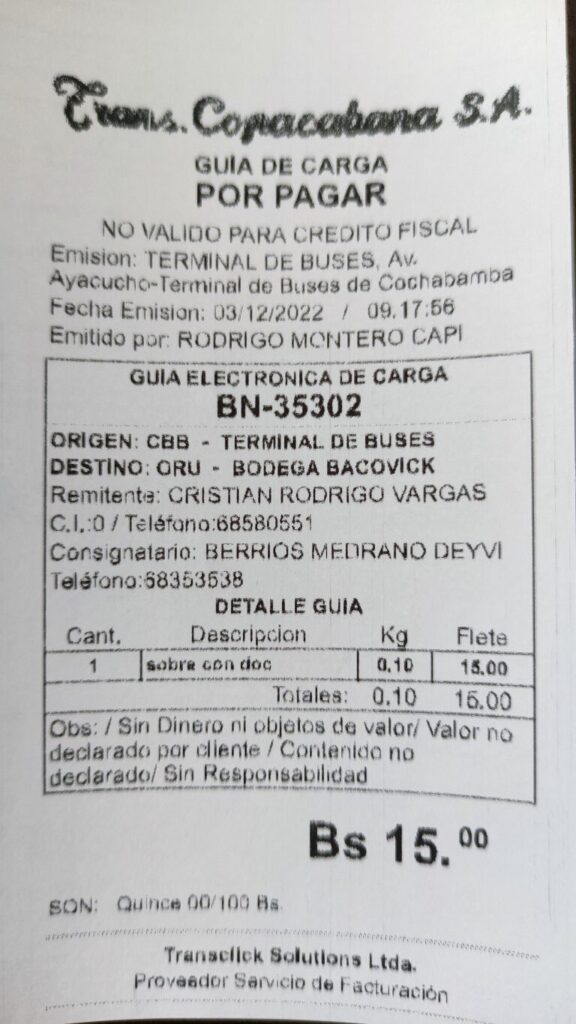 Trans. Copacabana S.A.
GUIA DE CARGA
POR PAGAR
NO VALIDO PARA CREDITO FISCAL
Emision: TERMINAL DE BUSES, Av.
Ayacucho-Terminal de Buses de Cochabamba
Fecha Emision: 03/12/2022 / 09.17:56
Emitido por: RODRIGO MONTERO CAPI
GUIA ELECTRONICA DE CARGA
BN-35302
ORIGEN: CBB - TERMINAL DE BUSES
DESTINO: ORU - BODEGA BACOVICK
Remitente: CRISTIAN RODRIGO VARGAS
C.I.:0 / Teléfono:68580551
Consignatario: BERRIOS MEDRANO DEYVI
Teléfono:68353538
DETALLE GUIA
Cant. Descripcion Kg Flete
1 sobre con doc 0.10 15.00
Totales: 0.10 15.00
Obs: / Sin Dinero ni objetos de valor/ Valor no
declarado por cliente / Contenido no
declarado/ Sin Responsabilidad
Bs 15.00
SON: Quince 00/100 Bs.
Transclick Solutions Ltda.
Proveedor Servicio de Facturación